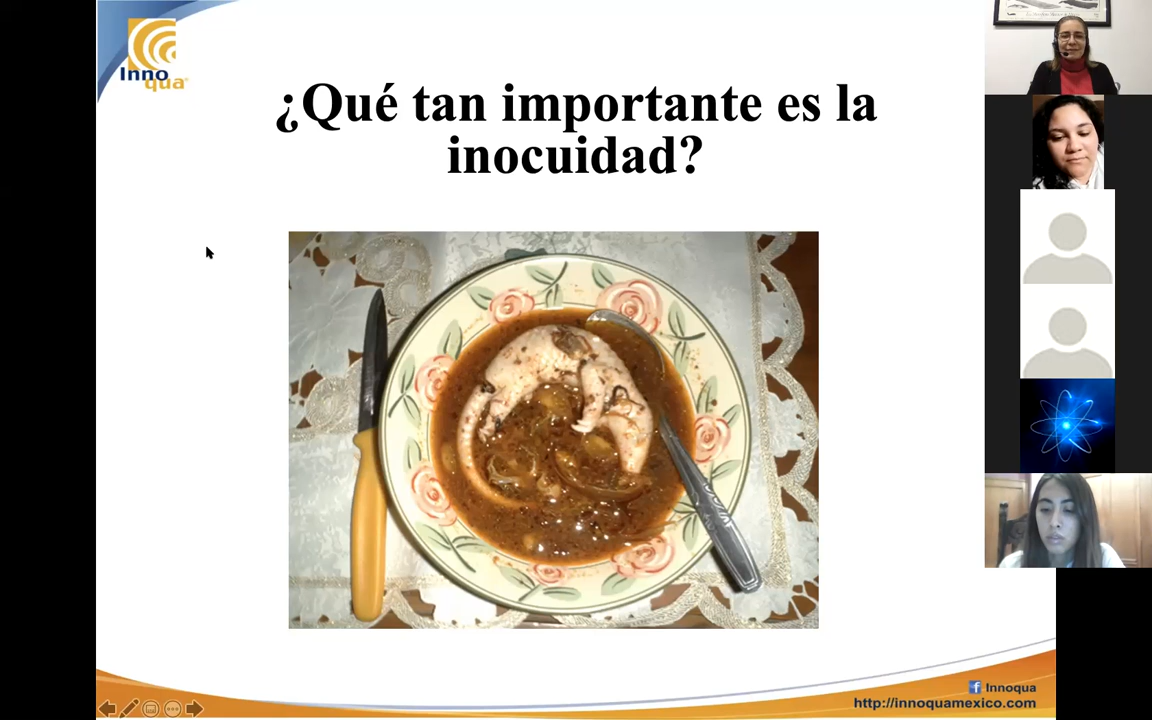 Inno
qua
¿Qué tan importante es la
inocuidad?
Innoqua
http://innoquamexico.com